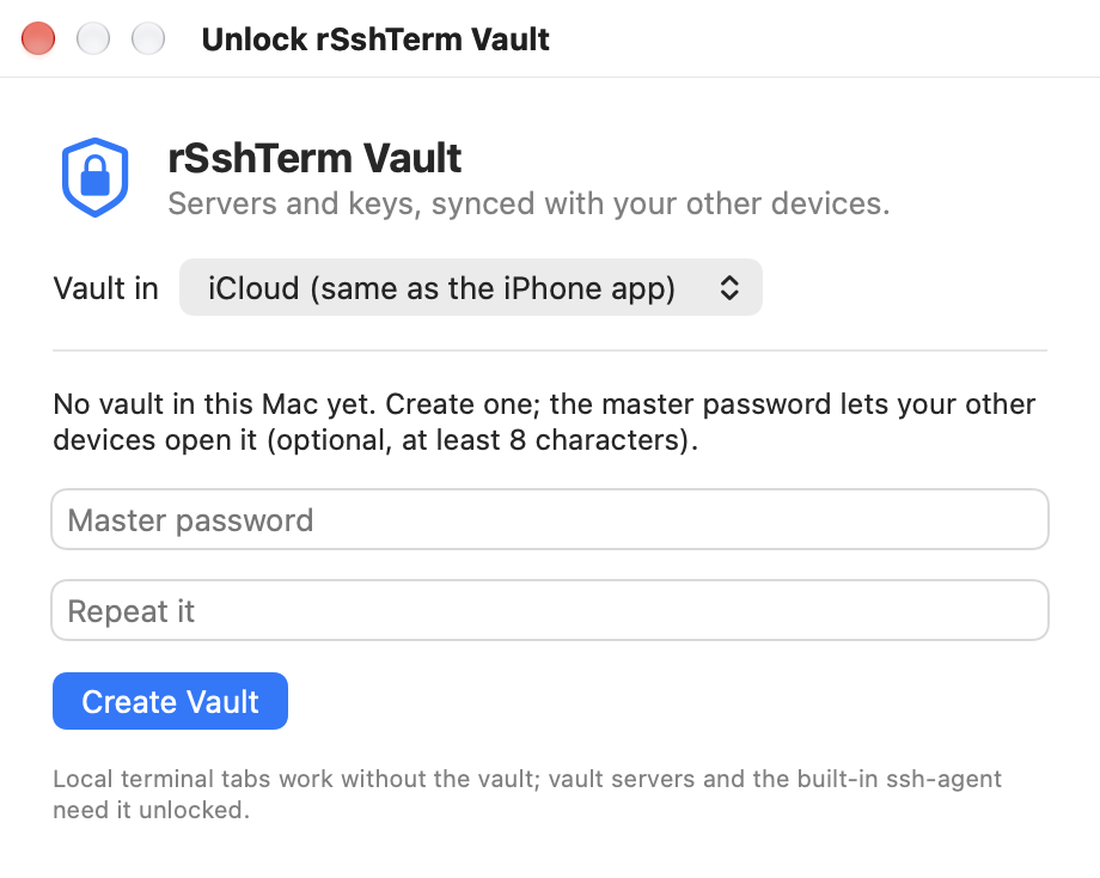 Unlock rSshTerm Vault
rSshTerm Vault
Servers and keys, synced with your other devices.
Vault in iCloud (same as the iPhone app)
No vault in this Mac yet. Create one; the master password lets your other
devices open it (optional, at least 8 characters).
Master password
Repeat it
Create Vault
Local terminal tabs work without the vault; vault servers and the built-in ssh-agent
need it unlocked.